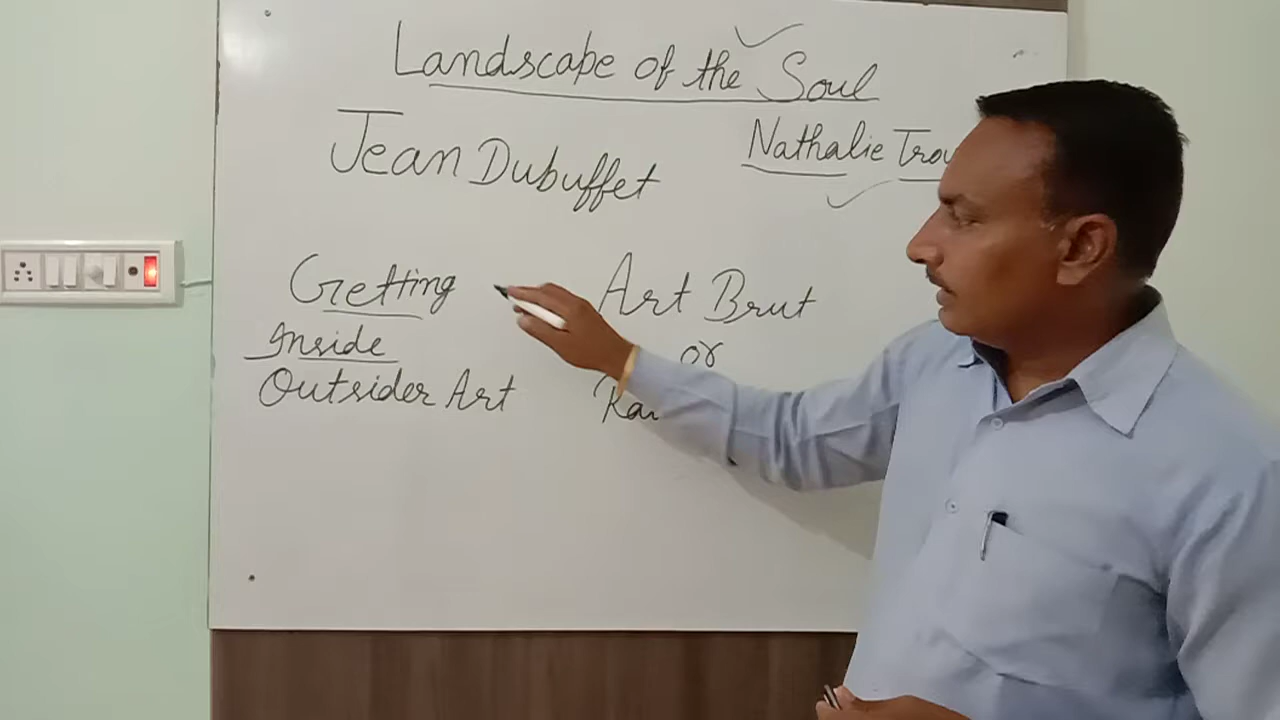 Landscape of the Soul
Jean Dubuffet
Nathalie
Getting
Inside
Outsider Art
Art Brut
or